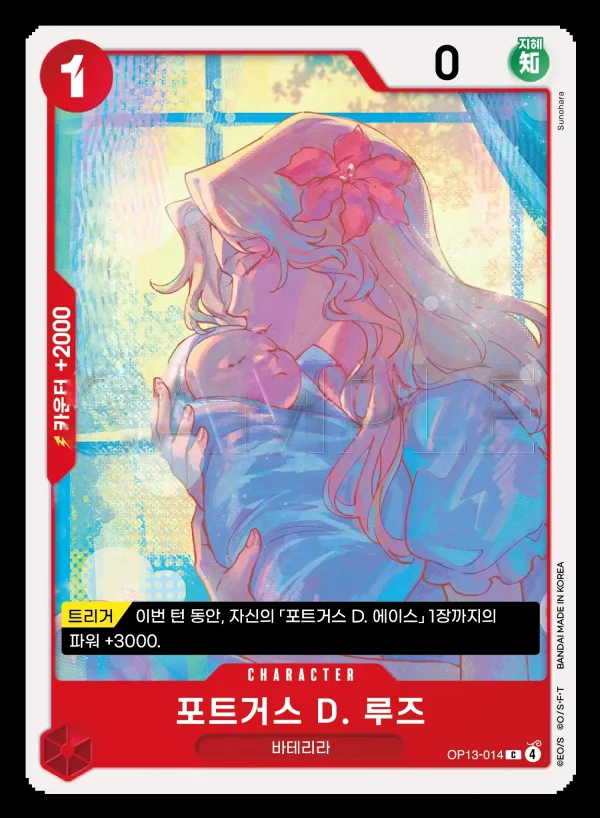 1
0
지혜
知
Sunohara
카운터 +2000
SAMPLE
트리거 이번 턴 동안, 자신의 「포트거스 D. 에이스」 1장까지의
파워 +3000.
CHARACTER
포트거스 D. 루즈
바테리라
OP13-014 C 4
©EO/S ©O/S・F・T BANDAI MADE IN KOREA